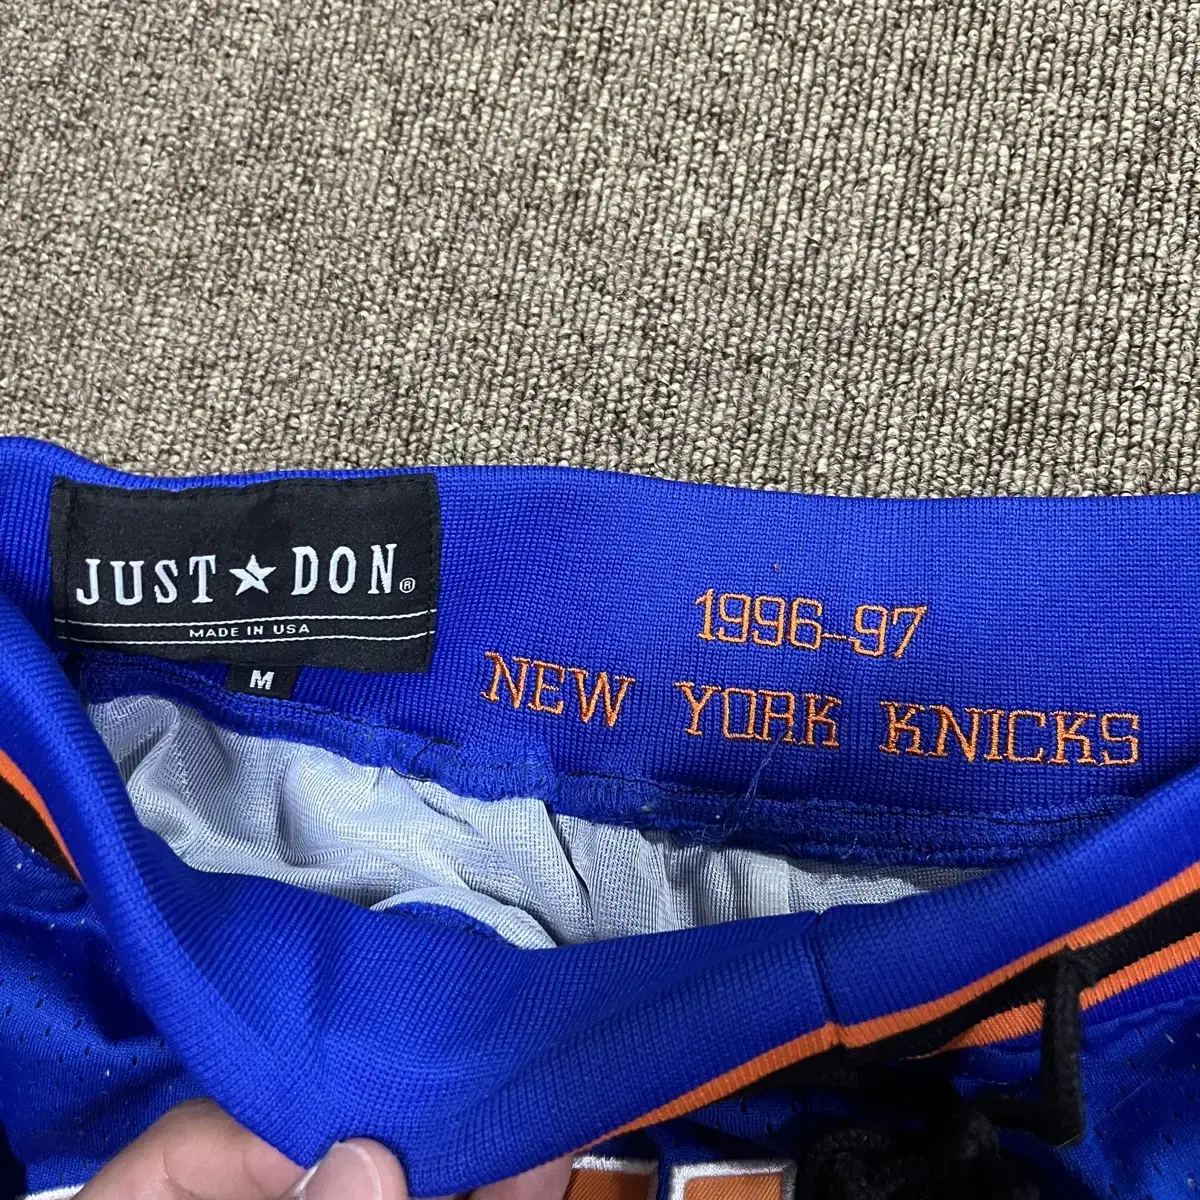 JUST★DON®
MADE IN USA
M
1996-97
NEW YORK KNICKS